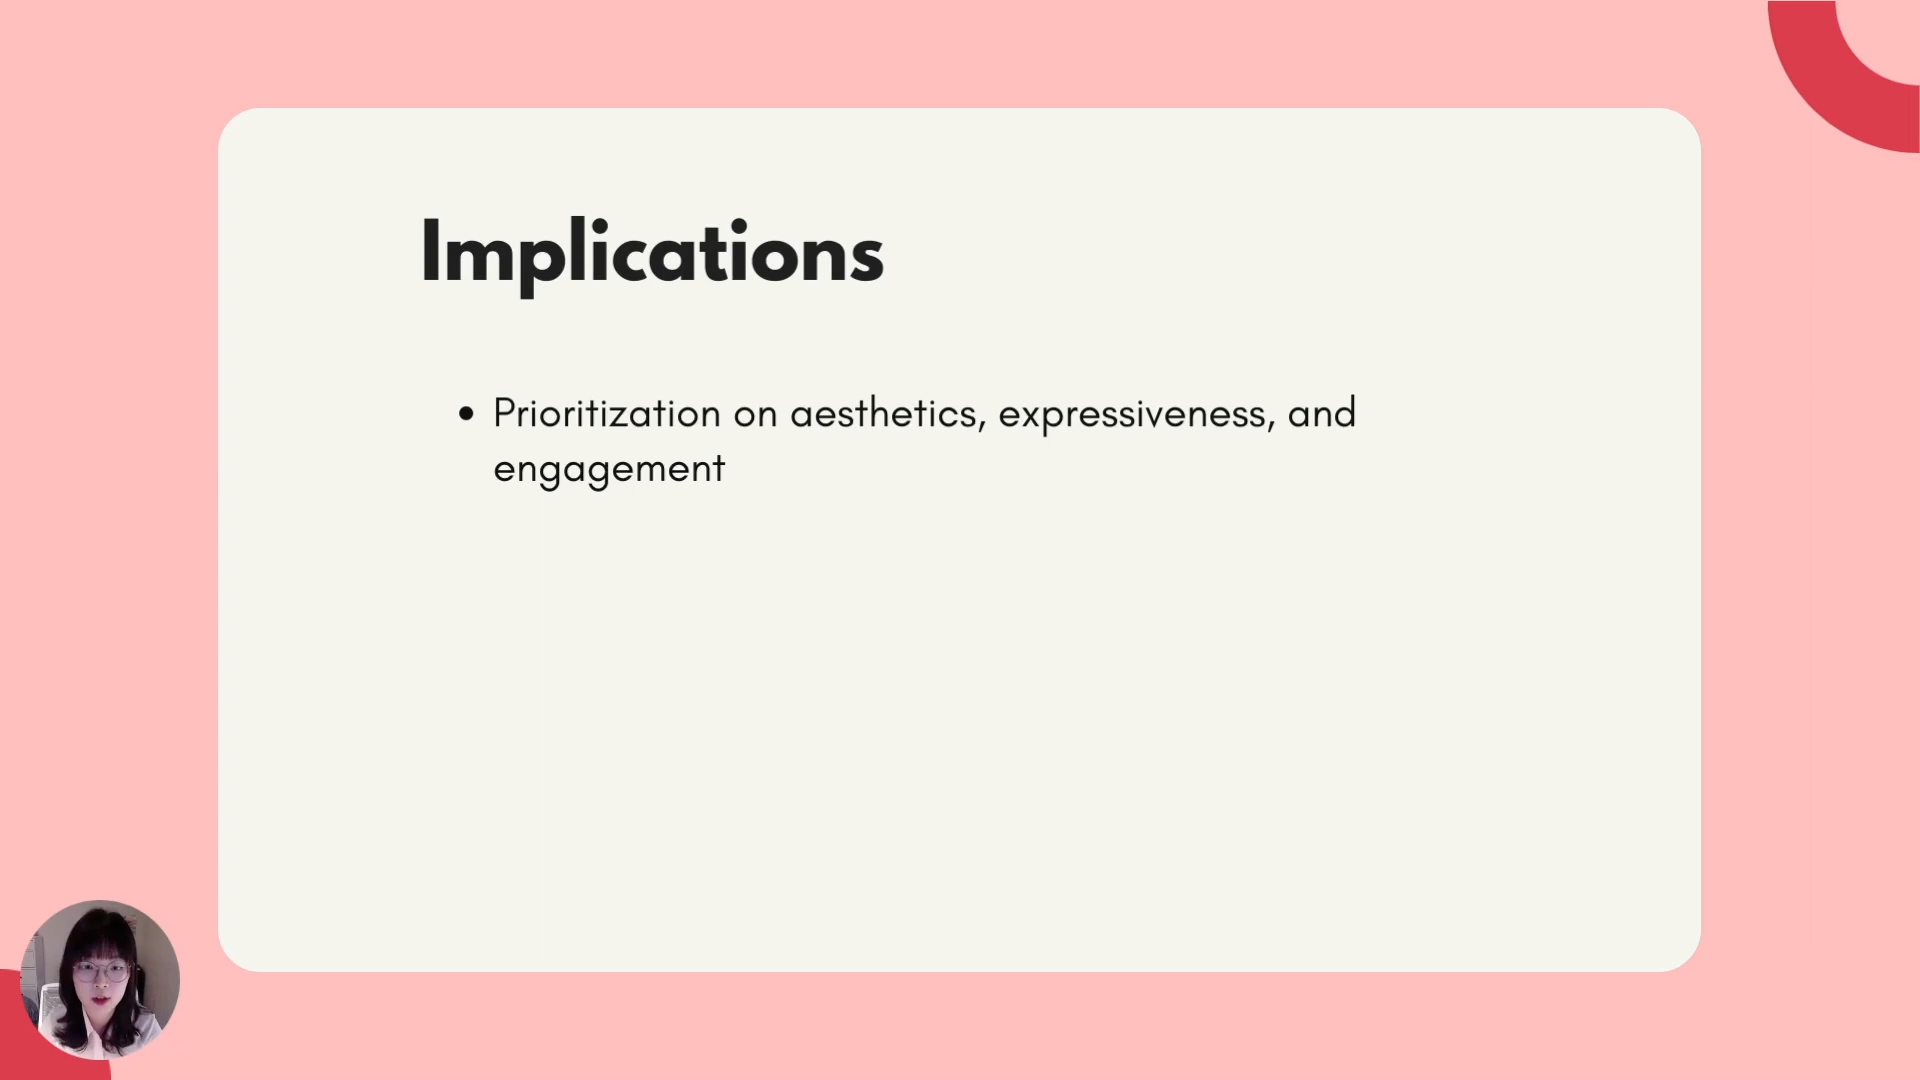 Implications
• Prioritization on aesthetics, expressiveness, and
engagement